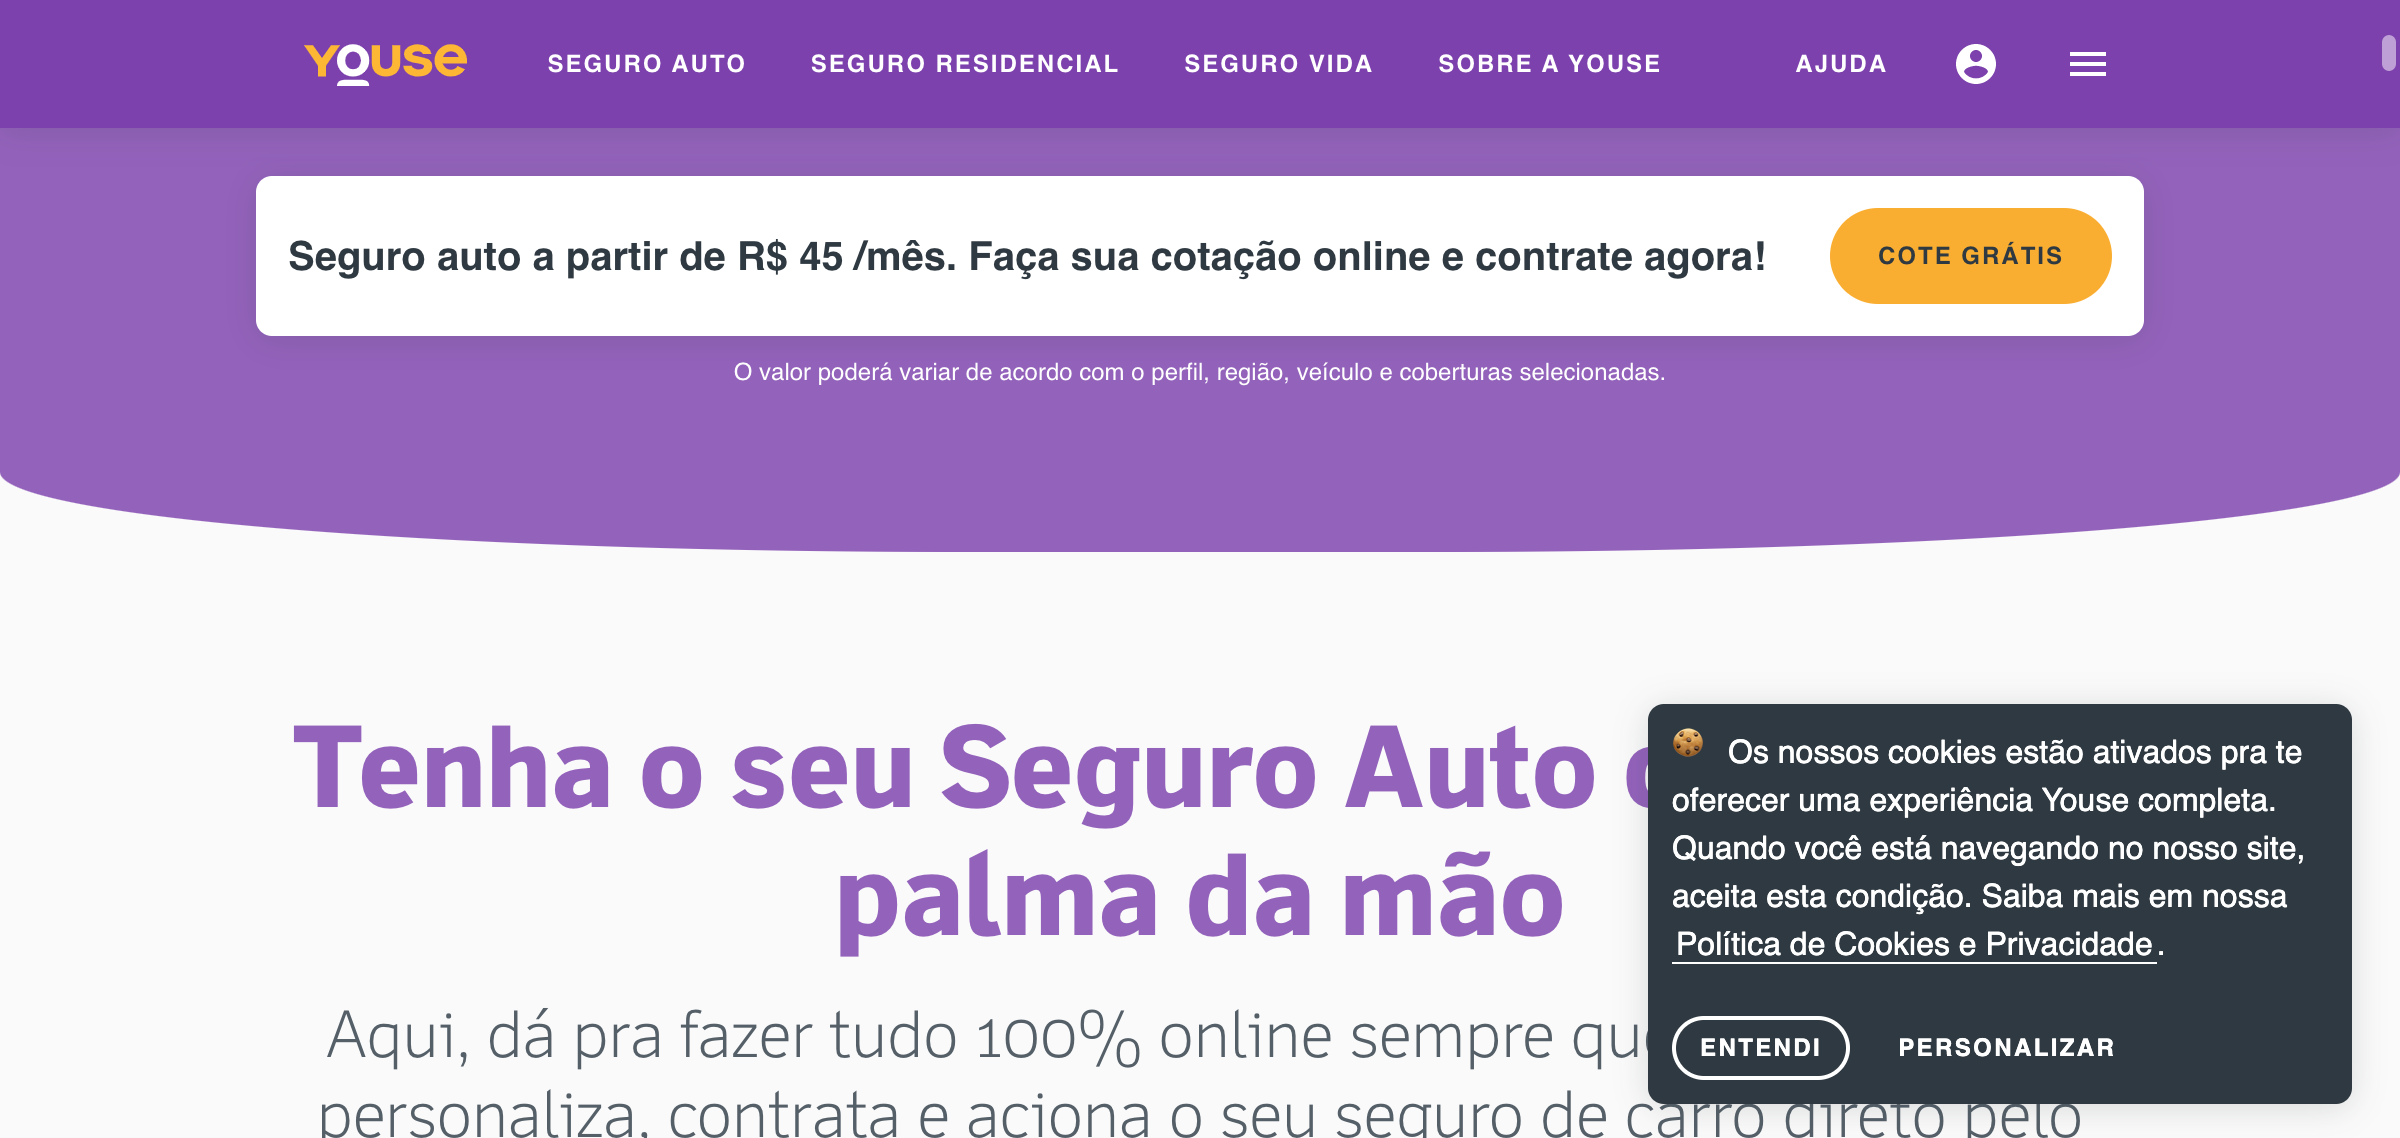 youse
SEGURO AUTO
SEGURO RESIDENCIAL
SEGURO VIDA
SOBRE A YOUSE
AJUDA
Seguro auto a partir de R$ 45 /mês. Faça sua cotação online e contrate agora!
COTE GRÁTIS
O valor poderá variar de acordo com o perfil, região, veículo e coberturas selecionadas.
Tenha o seu Seguro Auto
palma da mão
Aqui, dá pra fazer tudo 100% online sempre
personaliza, contrata e aciona o seu seguro de carro direto pelo
Os nossos cookies estão ativados pra te
oferecer uma experiência Youse completa.
Quando você está navegando no nosso site,
aceita esta condição. Saiba mais em nossa
Política de Cookies e Privacidade.
ENTENDI
PERSONALIZAR